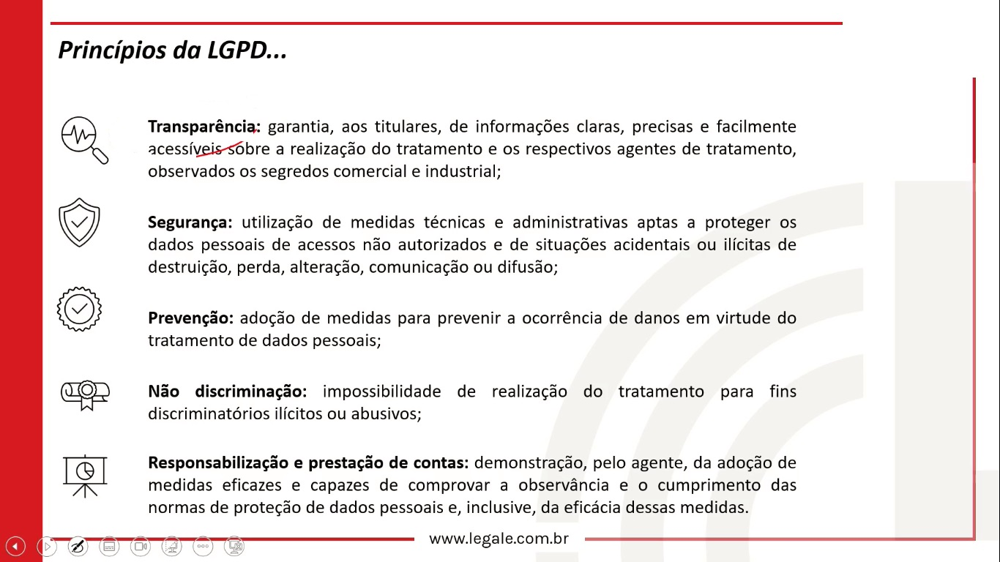 Princípios da LGPD...
Transparência: garantia, aos titulares, de informações claras, precisas e facilmente
acessíveis sobre a realização do tratamento e os respectivos agentes de tratamento,
observados os segredos comercial e industrial;
Segurança: utilização de medidas técnicas e administrativas aptas a proteger os
dados pessoais de acessos não autorizados e de situações acidentais ou ilícitas de
destruição, perda, alteração, comunicação ou difusão;
Prevenção: adoção de medidas para prevenir a ocorrência de danos em virtude do
tratamento de dados pessoais;
Não discriminação: impossibilidade de realização do tratamento para fins
discriminatórios ilícitos ou abusivos;
Responsabilização e prestação de contas: demonstração, pelo agente, da adoção de
medidas eficazes e capazes de comprovar a observância e o cumprimento das
normas de proteção de dados pessoais e, inclusive, da eficácia dessas medidas.
www.legale.com.br